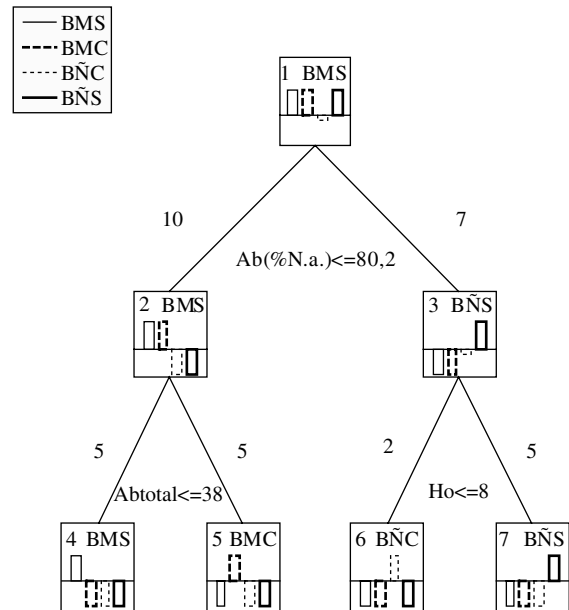 BMS
BMC
BÑC
BÑS
1 BMS
10
7
Ab(%N.a.)<=80,2
2 BMS
3 BÑS
5
5
2
5
Abtotal<=38
Ho<=8
4 BMS
5 BMC
6 BÑC
7 BÑS